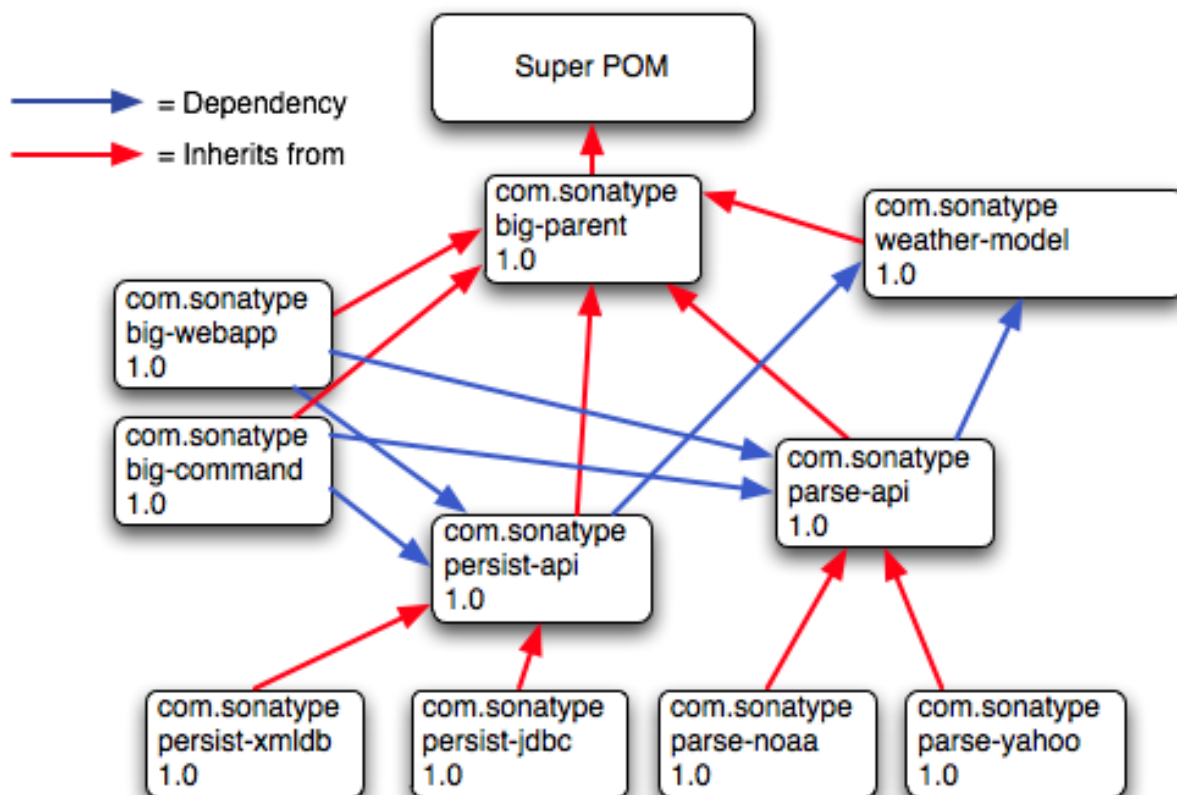 Super POM
= Dependency
= Inherits from
com.sonatype
big-parent
1.0
com.sonatype
weather-model
1.0
com.sonatype
big-webapp
1.0
com.sonatype
big-command
1.0
com.sonatype
parse-api
1.0
com.sonatype
persist-api
1.0
com.sonatype
persist-xmldb
1.0
com.sonatype
persist-jdbc
1.0
com.sonatype
parse-noaa
1.0
com.sonatype
parse-yahoo
1.0